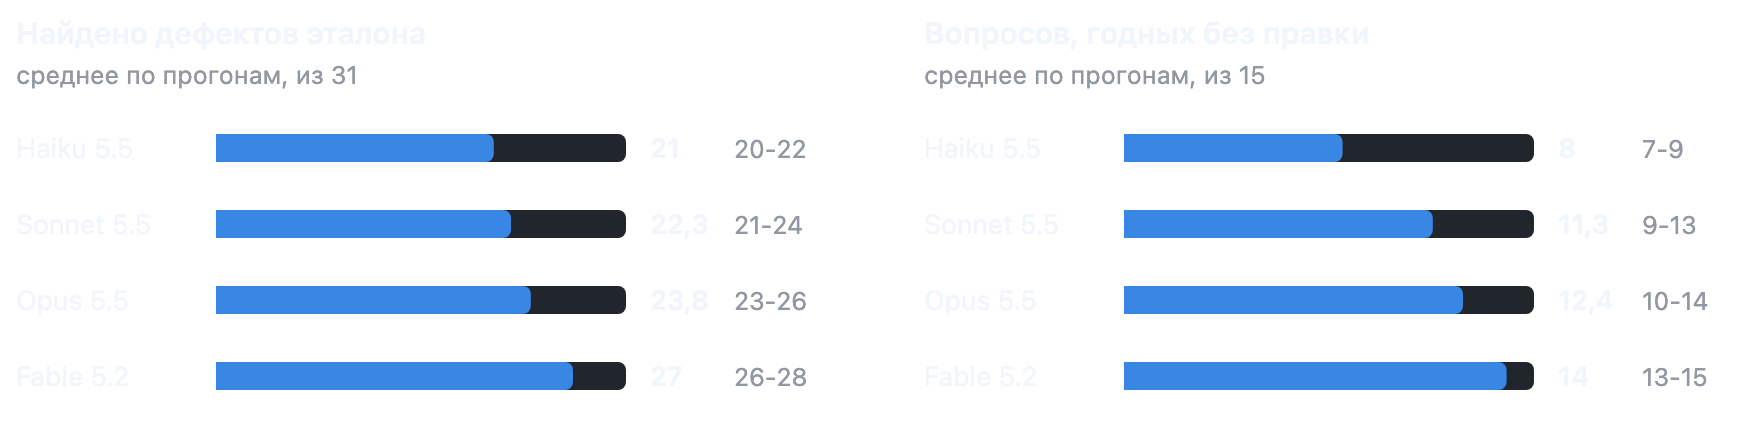 Найдено дефектов эталона
среднее по прогонам, из 31
Haiku 5.5 21 20-22
Sonnet 5.5 22,3 21-24
Opus 5.5 23,8 23-26
Fable 5.2 27 26-28
Вопросов, годных без правки
среднее по прогонам, из 15
Haiku 5.5 8 7-9
Sonnet 5.5 11,3 9-13
Opus 5.5 12,4 10-14
Fable 5.2 14 13-15